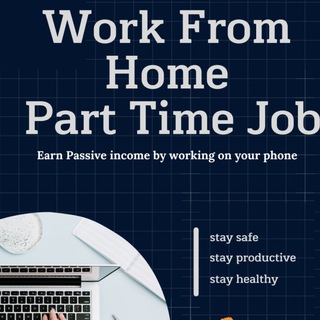 Work From
Home
Part Time Job
Earn Passive income by working on your phone
stay safe
stay productive
stay healthy